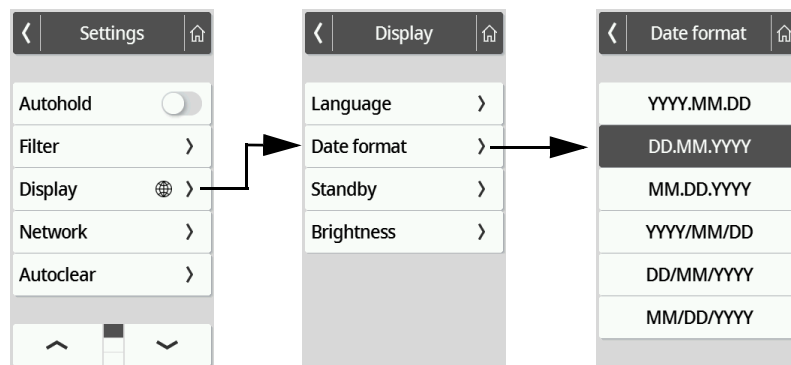 Settings
Autohold
Filter
Display
Network
Autoclear
Display
Language
Date format
Standby
Brightness
Date format
YYYY.MM.DD
DD.MM.YYYY
MM.DD.YYYY
YYYY/MM/DD
DD/MM/YYYY
MM/DD/YYYY